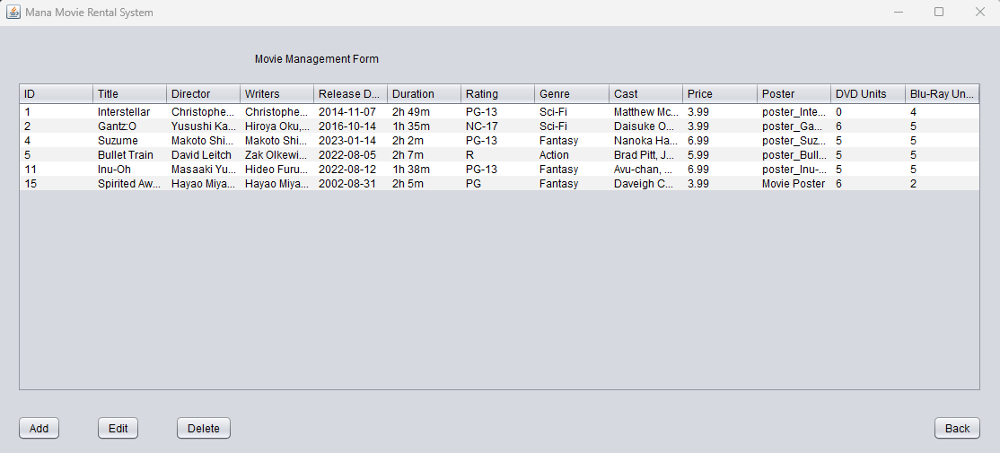 Mana Movie Rental System
Movie Management Form
ID Title Director Writers Release D... Duration Rating Genre Cast Price Poster DVD Units Blu-Ray Un...
1 Interstellar Christophe... Christophe... 2014-11-07 2h 49m PG-13 Sci-Fi Matthew Mc... 3.99 poster_Inte... 0 4
2 Gantz:O Yusushi Ka... Hiroya Oku,... 2016-10-14 1h 35m NC-17 Sci-Fi Daisuke O... 3.99 poster_Ga... 6 5
4 Suzume Makoto Shi... Makoto Shi... 2023-01-14 2h 2m PG-13 Fantasy Nanoka Ha... 6.99 poster_Suz... 5 5
5 Bullet Train David Leitch Zak Olkewi... 2022-08-05 2h 7m R Action Brad Pitt, J... 5.99 poster_Bull... 5 5
11 Inu-Oh Masaaki Yu... Hideo Furu... 2022-08-12 1h 38m PG-13 Fantasy Avu-chan, ... 6.99 poster_Inu-... 5 5
15 Spirited Aw... Hayao Miya... Hayao Miya... 2002-08-31 2h 5m PG Fantasy Daveigh C... 3.99 Movie Poster 6 2
Add Edit Delete Back